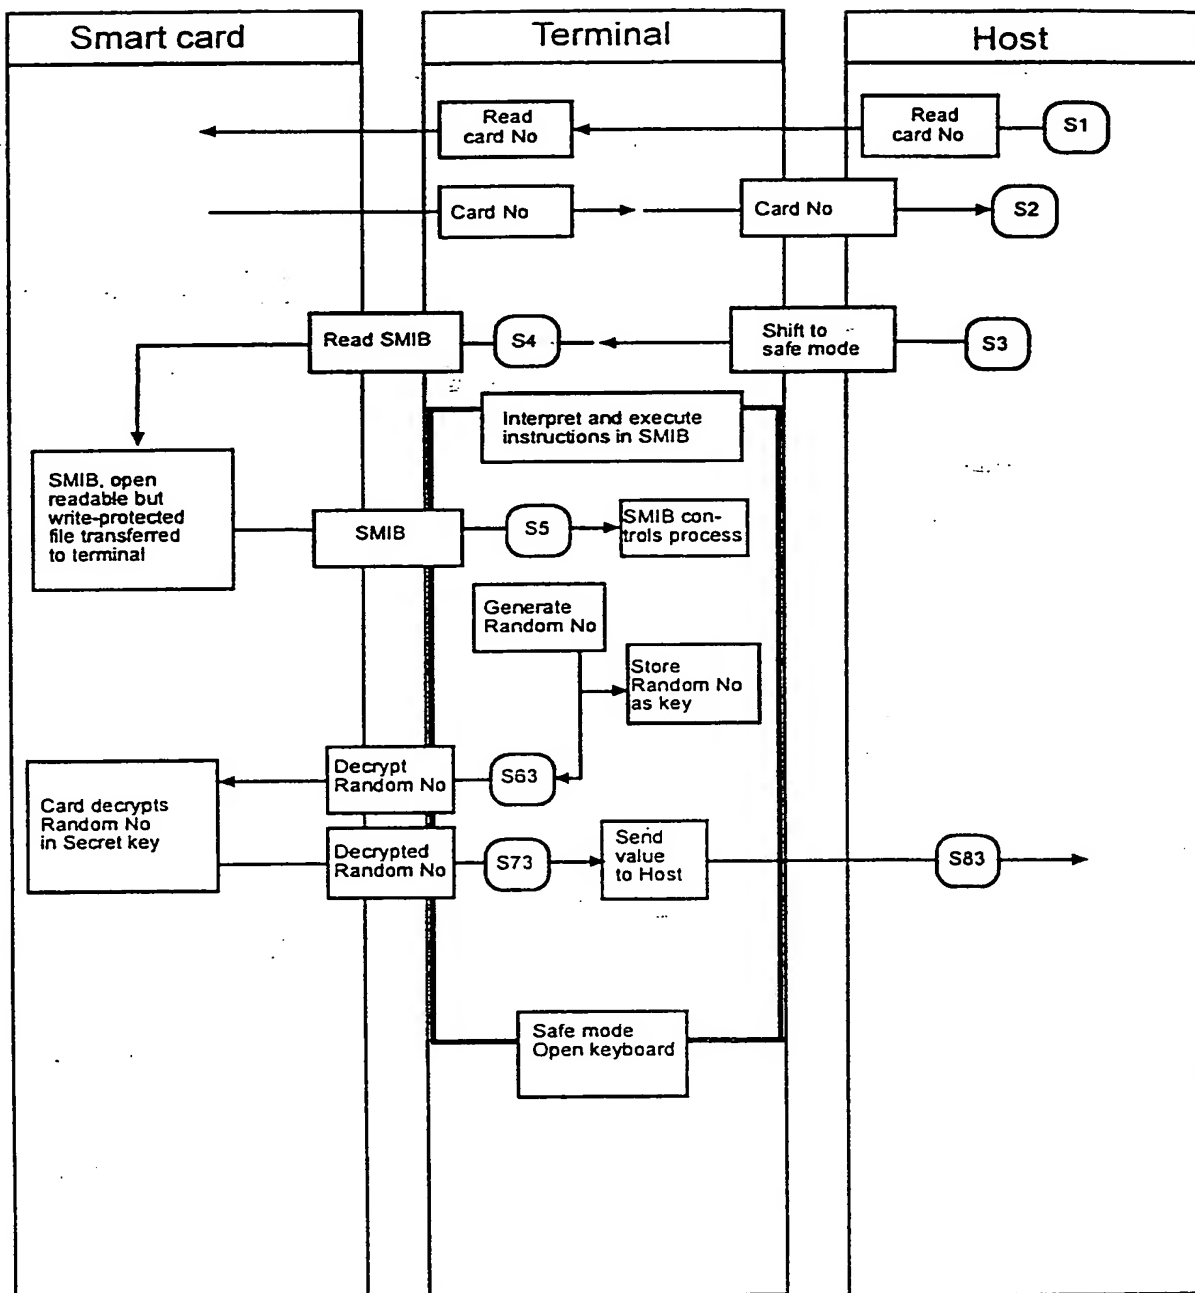 Smart card
Terminal
Host
Read
card No
Read
card No
S1
Card No
Card No
S2
Read SMIB
S4
Shift to
safe mode
S3
Interpret and execute
instructions in SMIB
SMIB, open
readable but
write-protected
file transferred
to terminal
SMIB
S5
SMIB con-
trols process
Generate
Random No
Store
Random No
as key
Decrypt
Random No
S63
Card decrypts
Random No
in Secret key
Decrypted
Random No
S73
Send
value
to Host
S83
Safe mode
Open keyboard